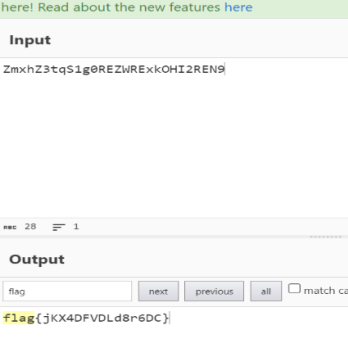 here! Read about the new features here
Input
ZmxhZ3tqS1g0REZWRExkOHI2REN9
REC 28 1
Output
flag next previous all match ca
flag{jKX4DFVDLd8r6DC}